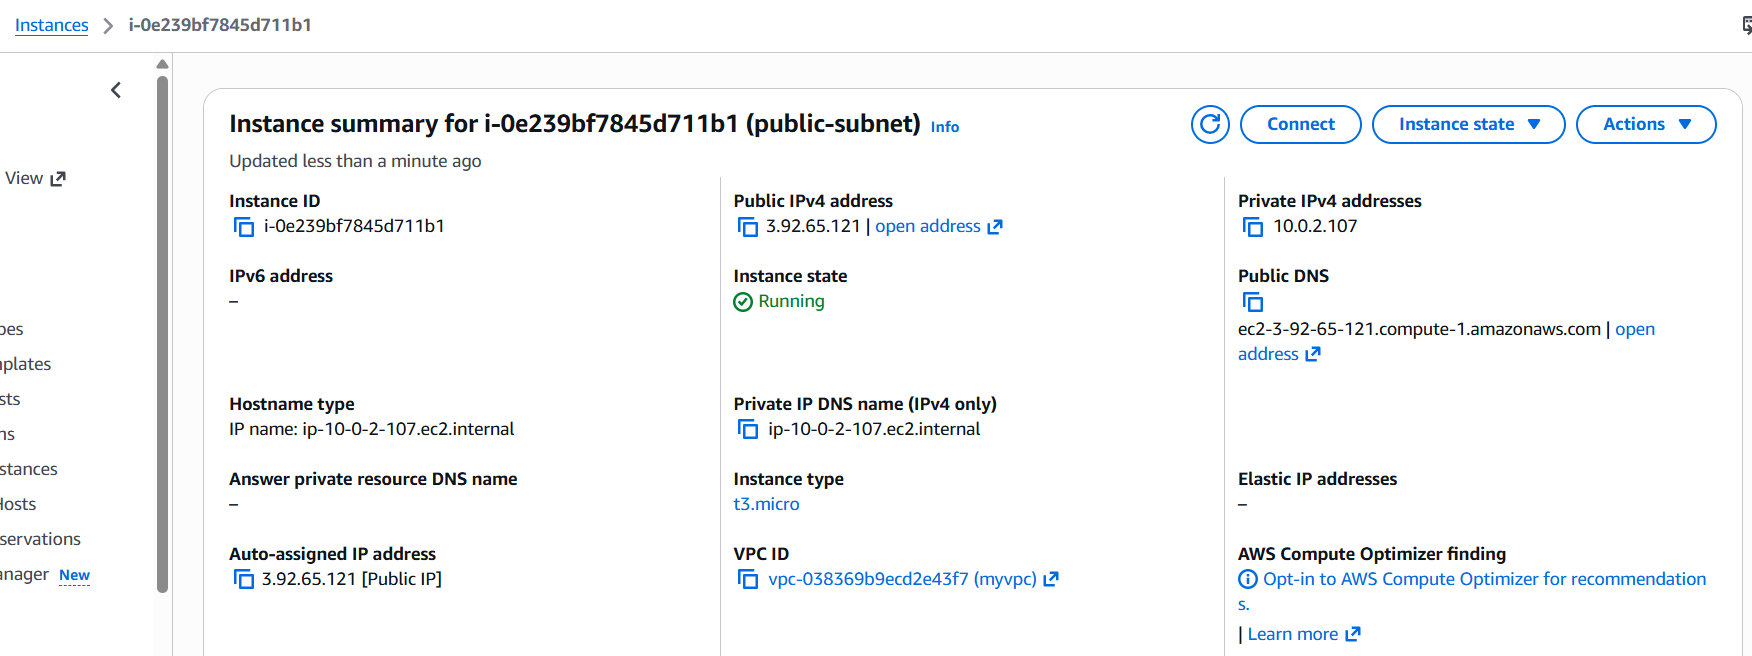 Instances > i-0e239bf7845d711b1
View
Instance summary for i-0e239bf7845d711b1 (public-subnet) Info
Connect
Instance state
Actions
Updated less than a minute ago
Instance ID
i-0e239bf7845d711b1
Public IPv4 address
3.92.65.121 | open address
Private IPv4 addresses
10.0.2.107
IPv6 address
–
Instance state
Running
Public DNS
ec2-3-92-65-121.compute-1.amazonaws.com | open
address
Hostname type
IP name: ip-10-0-2-107.ec2.internal
Private IP DNS name (IPv4 only)
ip-10-0-2-107.ec2.internal
Answer private resource DNS name
–
Instance type
t3.micro
Elastic IP addresses
–
Auto-assigned IP address
3.92.65.121 [Public IP]
VPC ID
vpc-038369b9ecd2e43f7 (myvpc)
AWS Compute Optimizer finding
Opt-in to AWS Compute Optimizer for recommendation
s.
| Learn more
New